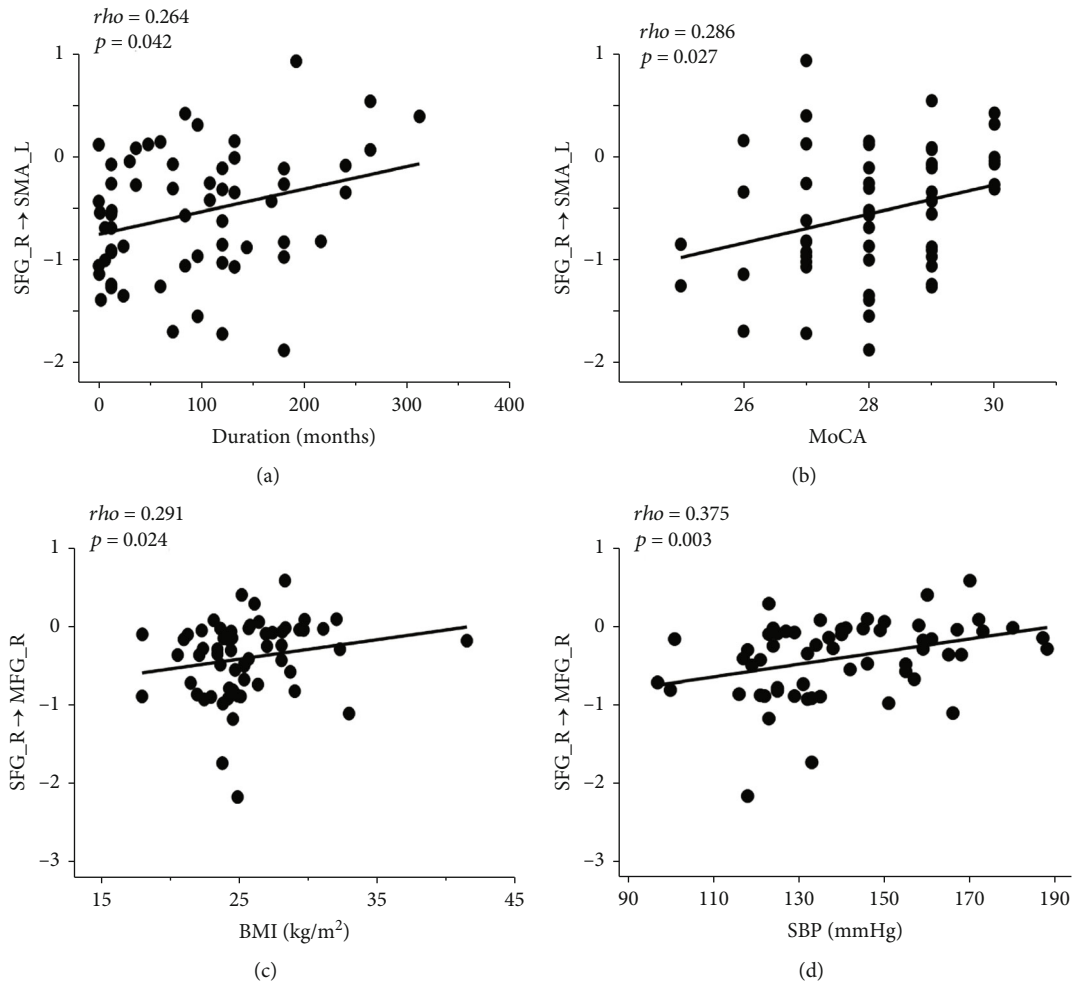 rho = 0.264
p = 0.042
1
0
−1
−2
SFG_R → SMA_L
0 100 200 300 400
Duration (months)
(a)
rho = 0.286
p = 0.027
1
0
−1
−2
SFG_R → SMA_L
26 28 30
MoCA
(b)
rho = 0.291
p = 0.024
1
0
−1
−2
−3
SFG_R → MFG_R
15 25 35 45
BMI (kg/m²)
(c)
rho = 0.375
p = 0.003
1
0
−1
−2
−3
SFG_R → MFG_R
90 110 130 150 170 190
SBP (mmHg)
(d)